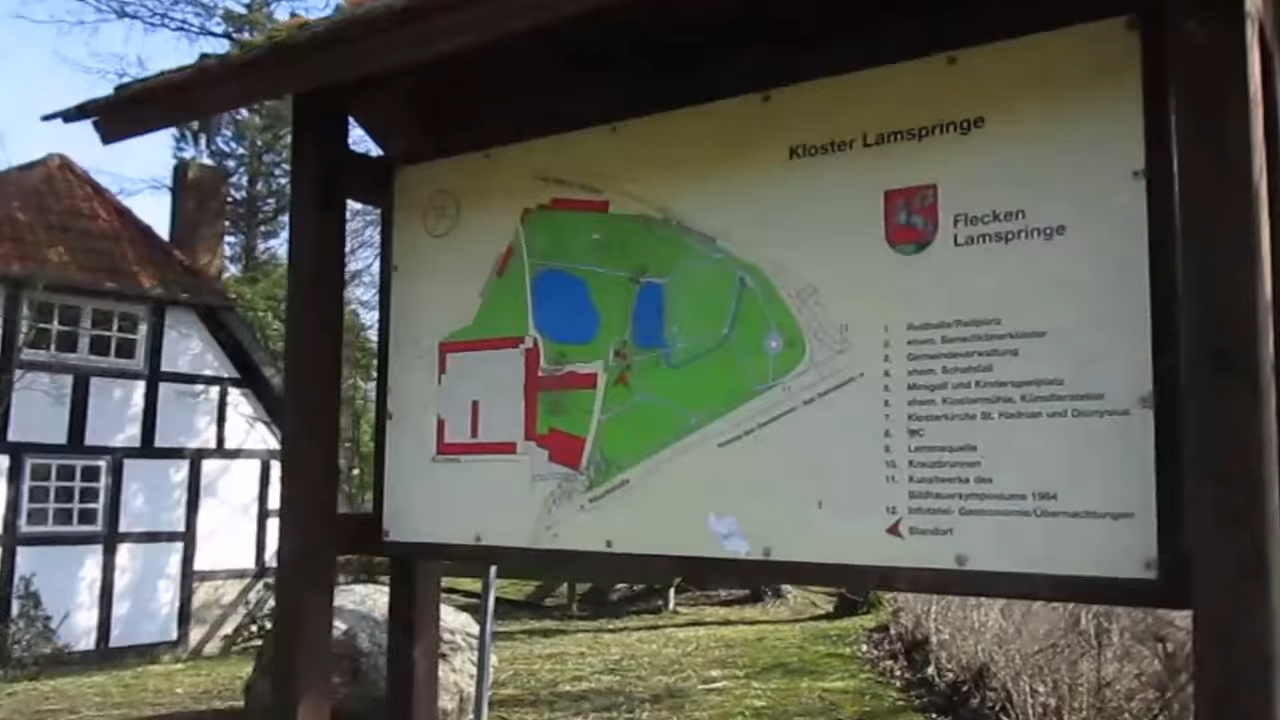 Kloster Lamspringe
Flecken
Lamspringe
1. Reithalle/Reitplatz
2. ehem. Benediktinerkloster
3. Gemeindeverwaltung
4. ehem. Schafstall
5. Minigolf und Kinderspielplatz
6. ehem. Klostermühle, Künstleratelier
7. Klosterkirche St. Hadrian und Dionysius
8. WC
9. Lammequelle
10. Kreuzbrunnen
11. Kunstwerke des
Bildhauersymposiums 1984
12. Infotafel- Gastronomie/Übernachtungen
Standort